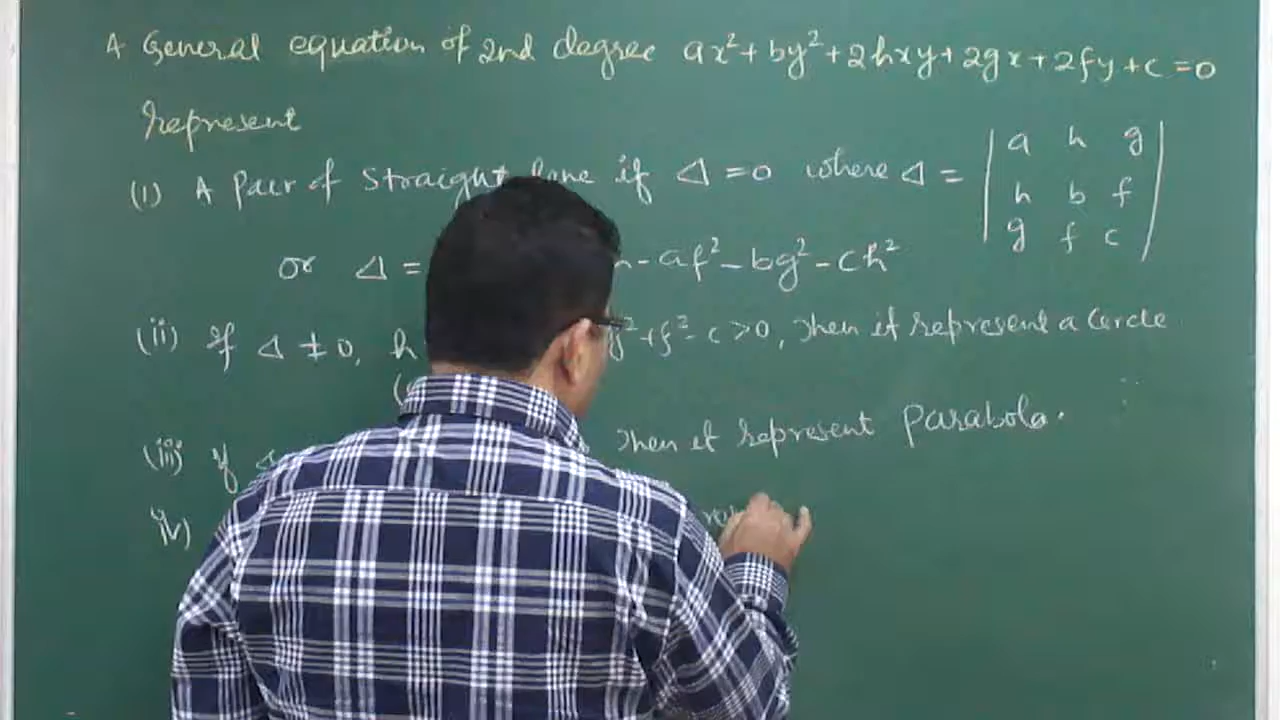 A General equation of 2nd degree ax²+by²+2hxy+2gx+2fy+c=0
represent
(i) A pair of straight line if Δ=0 where Δ = | a h g |
| h b f |
| g f c |
or Δ = - af² - bg² - ch²
(ii) If Δ ≠ 0, h g²+f²-c>0, then it represent a Circle
(iii) If Δ then it represent parabola.
iv)